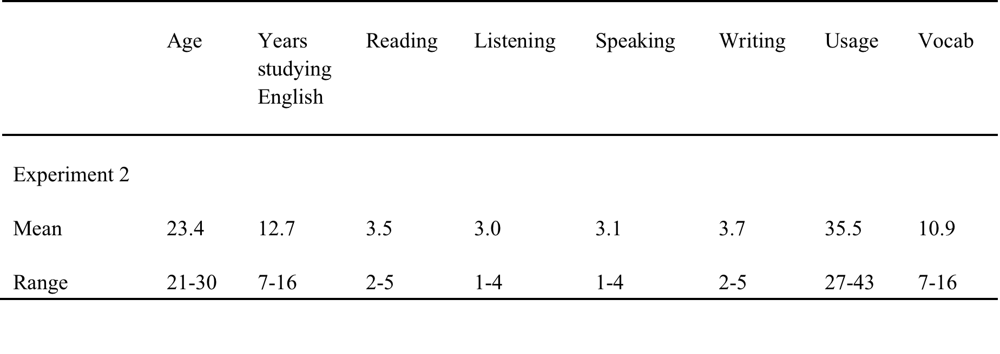 Age Years Reading Listening Speaking Writing Usage Vocab
studying
English
Experiment 2
Mean 23.4 12.7 3.5 3.0 3.1 3.7 35.5 10.9
Range 21-30 7-16 2-5 1-4 1-4 2-5 27-43 7-16